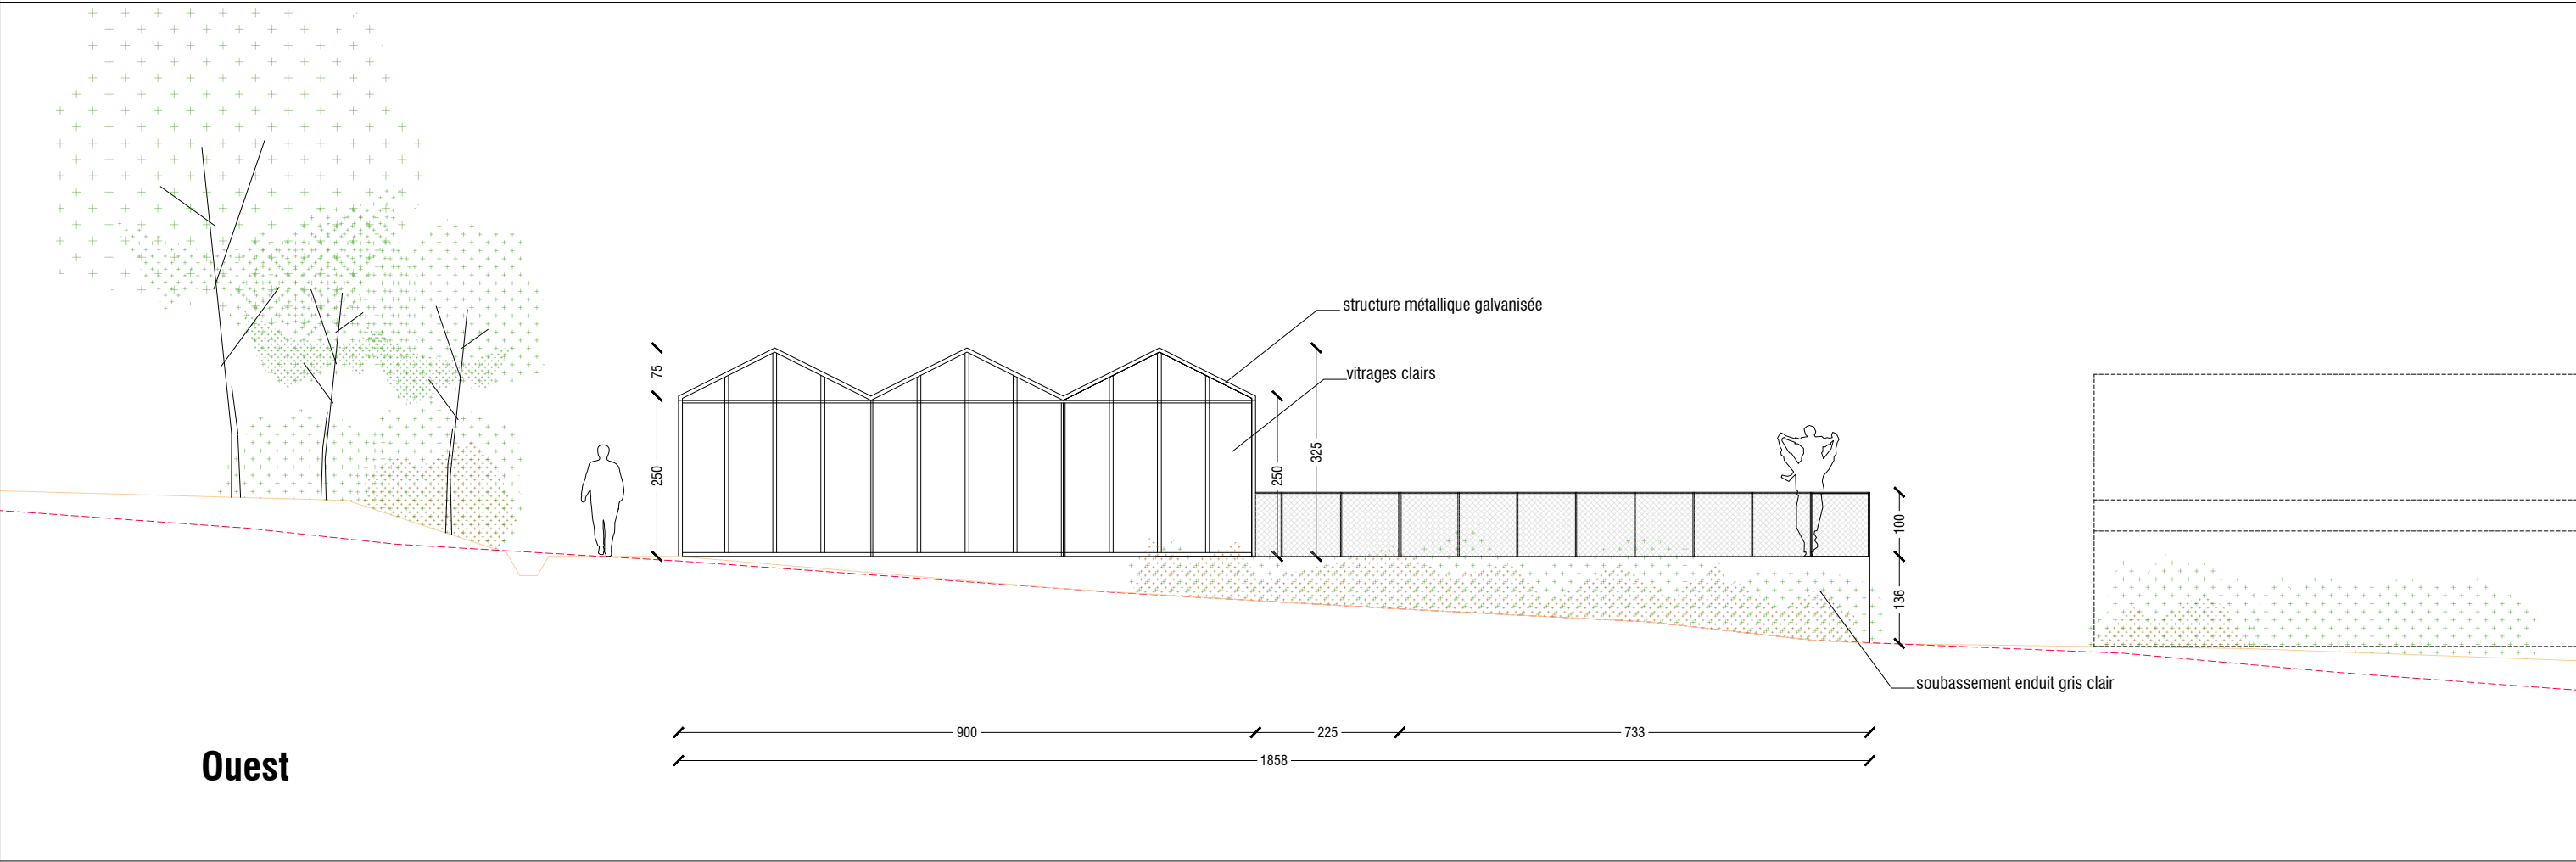 structure métallique galvanisée
75
vitrages clairs
250
250
325
100
136
soubassement enduit gris clair
900
225
733
1858
Ouest